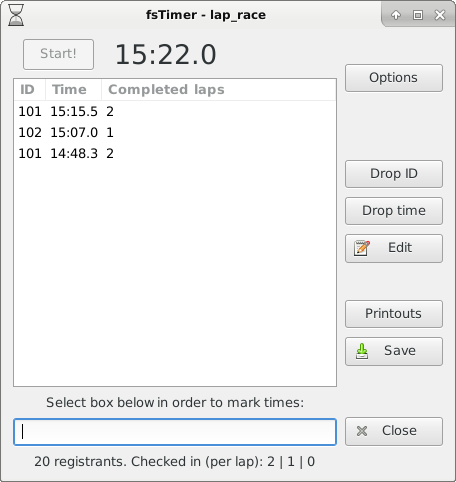 fsTimer - lap_race
Start!
15:22.0
Options
ID Time Completed laps
101 15:15.5 2
102 15:07.0 1
101 14:48.3 2
Drop ID
Drop time
Edit
Printouts
Save
Select box below in order to mark times:
Close
20 registrants. Checked in (per lap): 2 | 1 | 0